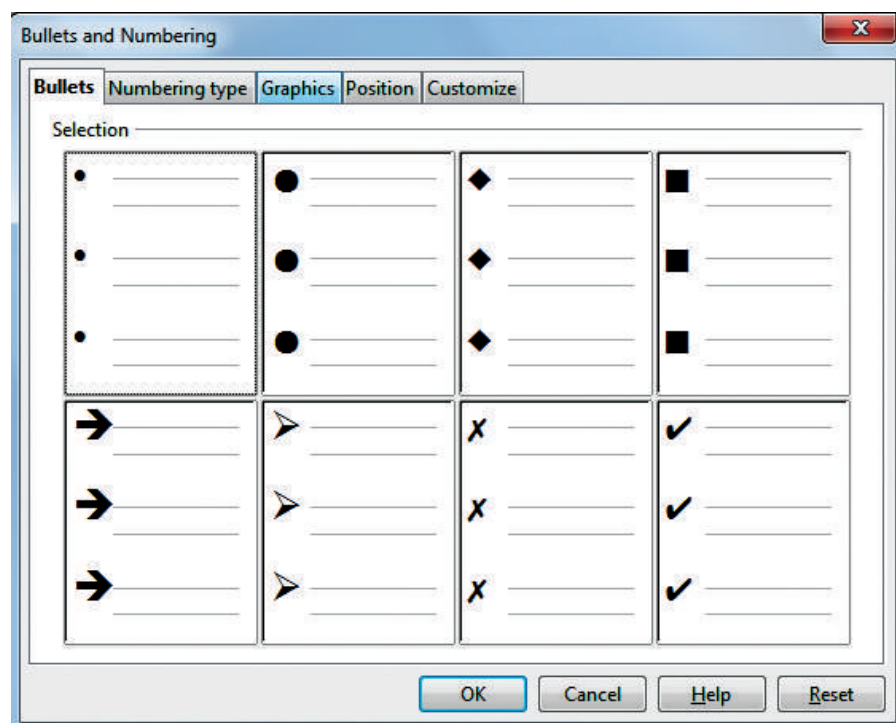 Bullets and Numbering
Bullets Numbering type Graphics Position Customize
Selection
OK Cancel Help Reset